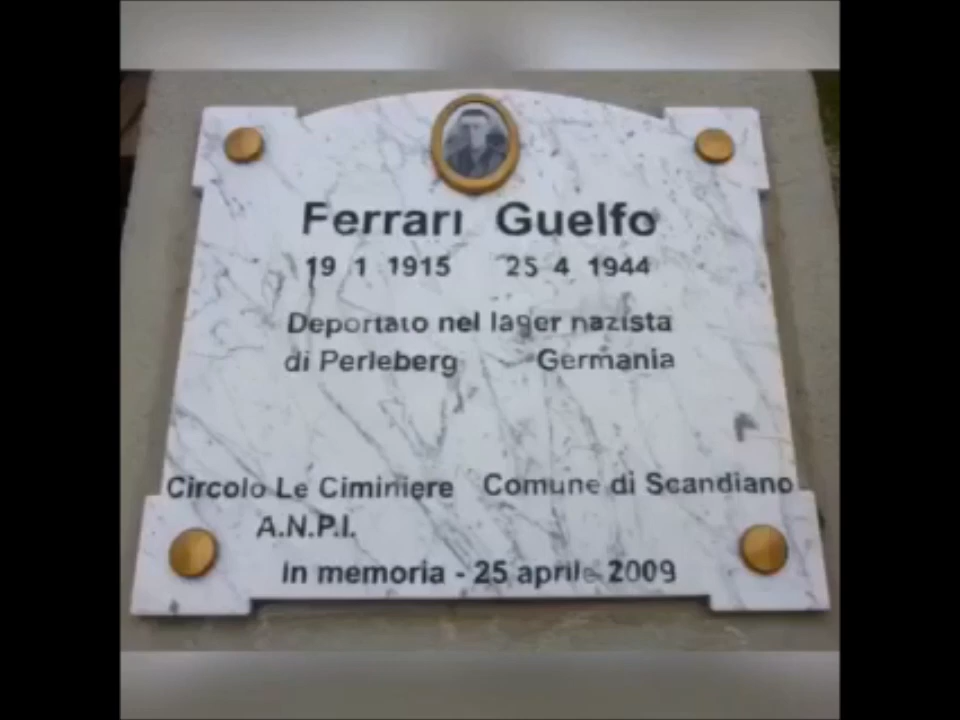 Ferrari Guelfo
19 1 1915 25 4 1944
Deportato nel lager nazista
di Perleberg Germania
Circolo Le Ciminiere Comune di Scandiano
A.N.P.I.
In memoria - 25 aprile 2009